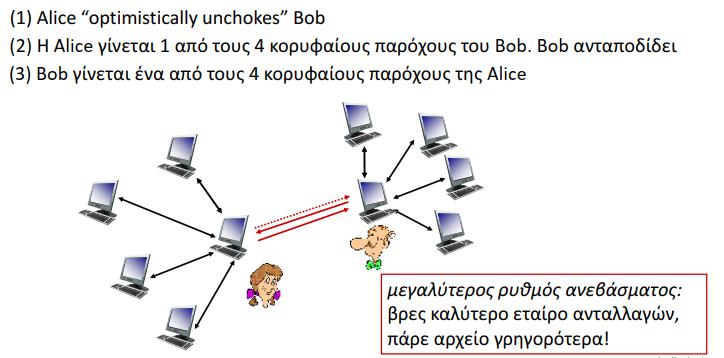 (1) Alice “optimistically unchokes” Bob
(2) Η Alice γίνεται 1 από τους 4 κορυφαίους παρόχους του Bob. Bob ανταποδίδει
(3) Bob γίνεται ένα από τους 4 κορυφαίους παρόχους της Alice
μεγαλύτερος ρυθμός ανεβάσματος:
βρες καλύτερο εταίρο ανταλλαγών,
πάρε αρχείο γρηγορότερα!